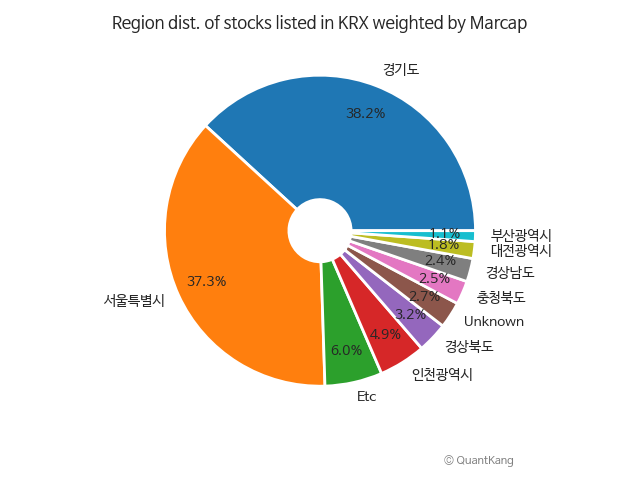 Region dist. of stocks listed in KRX weighted by Marcap
경기도
38.2%
서울특별시
37.3%
Etc
6.0%
인천광역시
4.9%
경상북도
3.2%
Unknown
2.7%
충청북도
2.5%
경상남도
2.4%
대전광역시
1.8%
부산광역시
1.1%
© QuantKang